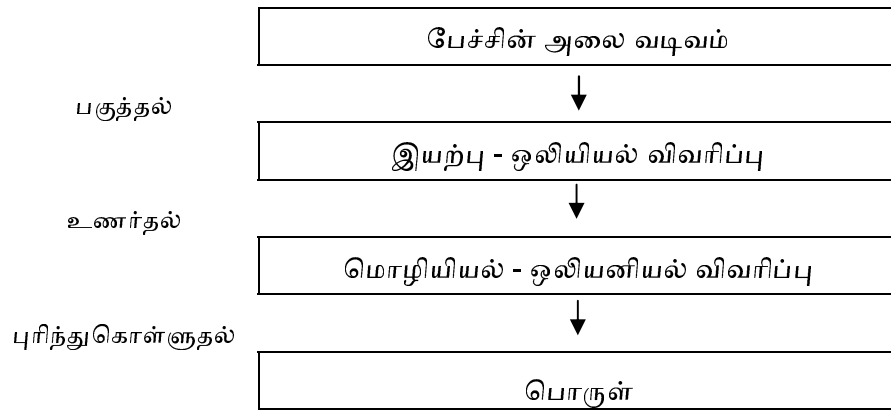 பேச்சின் அலை வடிவம்
பகுத்தல்
இயற்பு - ஒலியியல் விவரிப்பு
உணர்தல்
மொழியியல் - ஒலியனியல் விவரிப்பு
புரிந்துகொள்ளுதல்
பொருள்